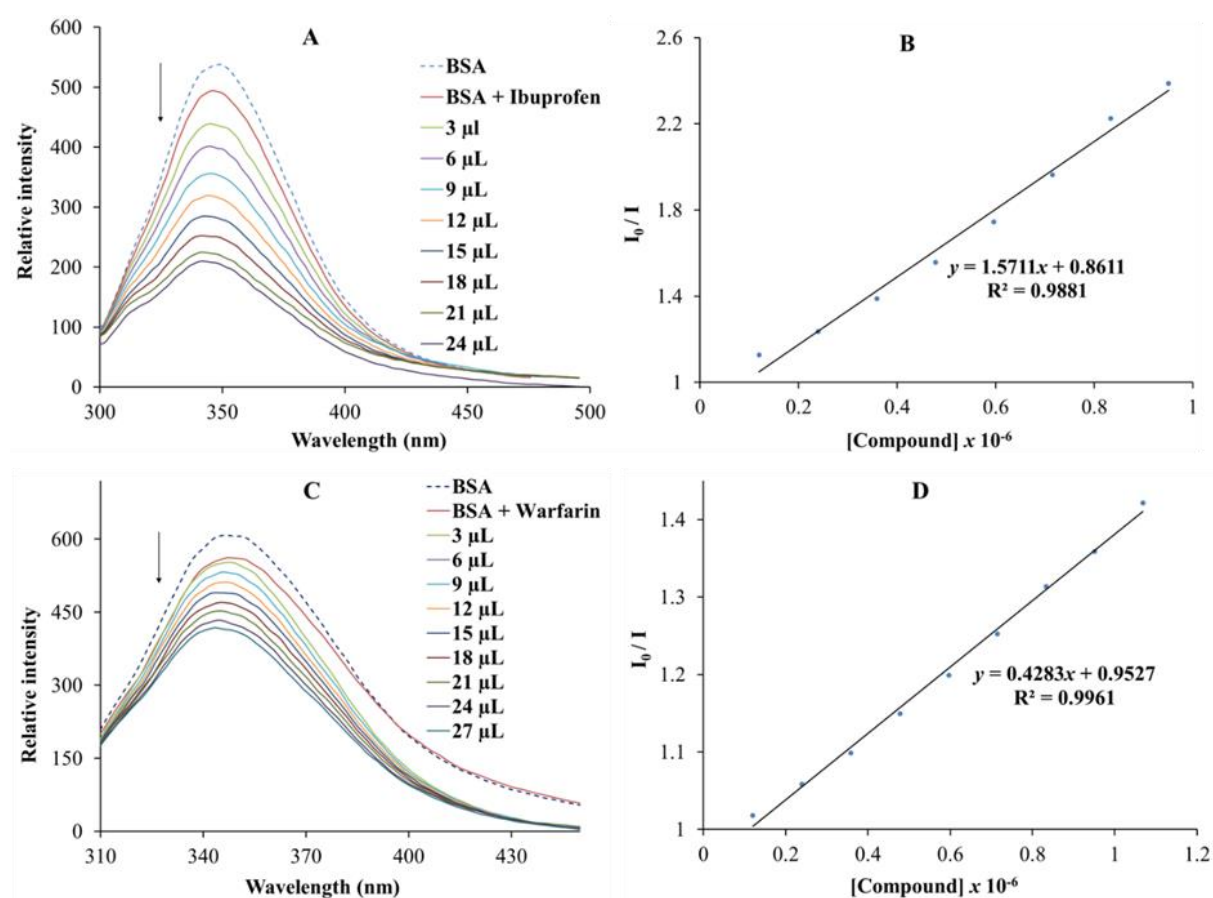 A
600
500
400
300
200
100
0
Relative intensity
300
350
400
450
500
Wavelength (nm)
BSA
BSA + Ibuprofen
3 µl
6 µL
9 µL
12 µL
15 µL
18 µL
21 µL
24 µL
B
2.6
2.2
1.8
1.4
1
I₀ / I
y = 1.5711x + 0.8611
R² = 0.9881
0
0.2
0.4
0.6
0.8
1
[Compound] x 10⁻⁶
C
600
450
300
150
0
Relative intensity
310
340
370
400
430
Wavelength (nm)
BSA
BSA + Warfarin
3 µL
6 µL
9 µL
12 µL
15 µL
18 µL
21 µL
24 µL
27 µL
D
1.4
1.3
1.2
1.1
1
I₀ / I
y = 0.4283x + 0.9527
R² = 0.9961
0
0.2
0.4
0.6
0.8
1
1.2
[Compound] x 10⁻⁶